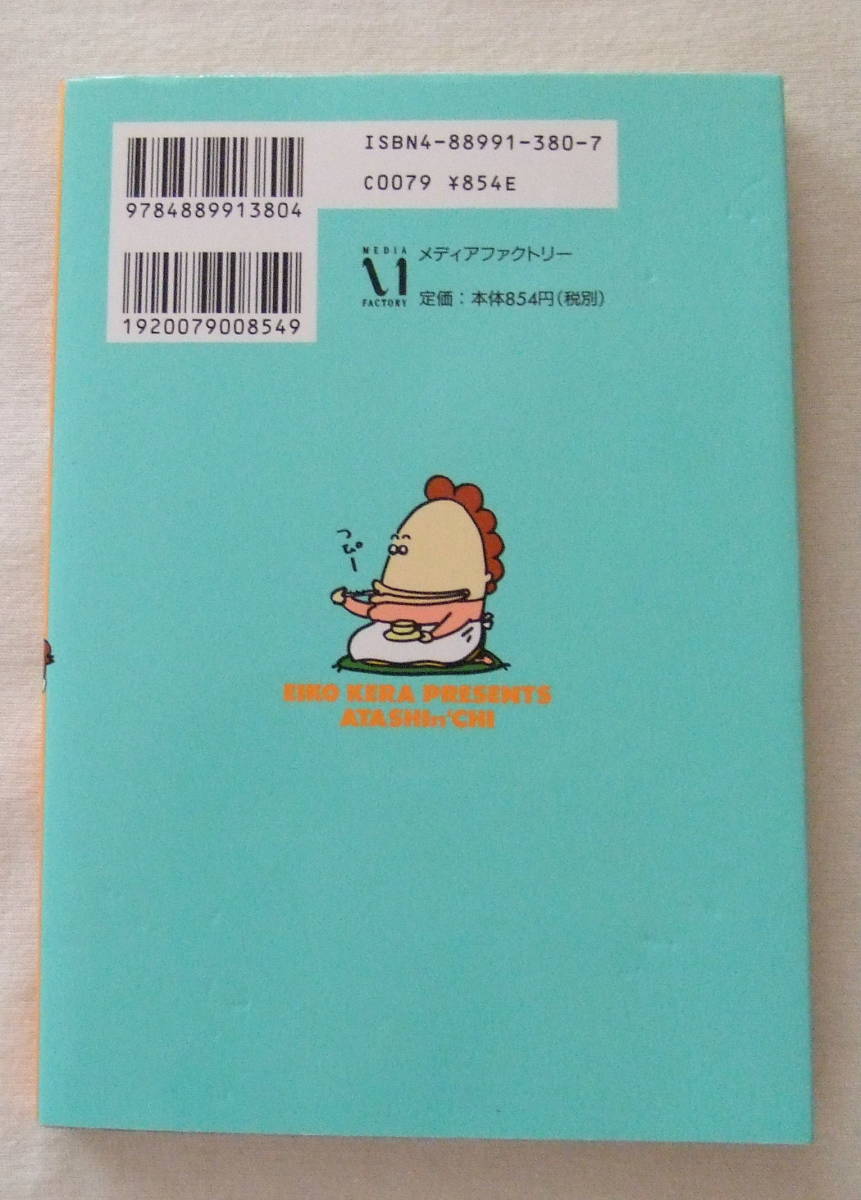 ISBN4-88991-380-7
C0079 ¥854E
9784889913804
1920079008549
MEDIA
FACTORY
メディアファクトリー
定価：本体854円（税別）
つぴー
EIKO KERA PRESENTS
ATASHIn'CHI